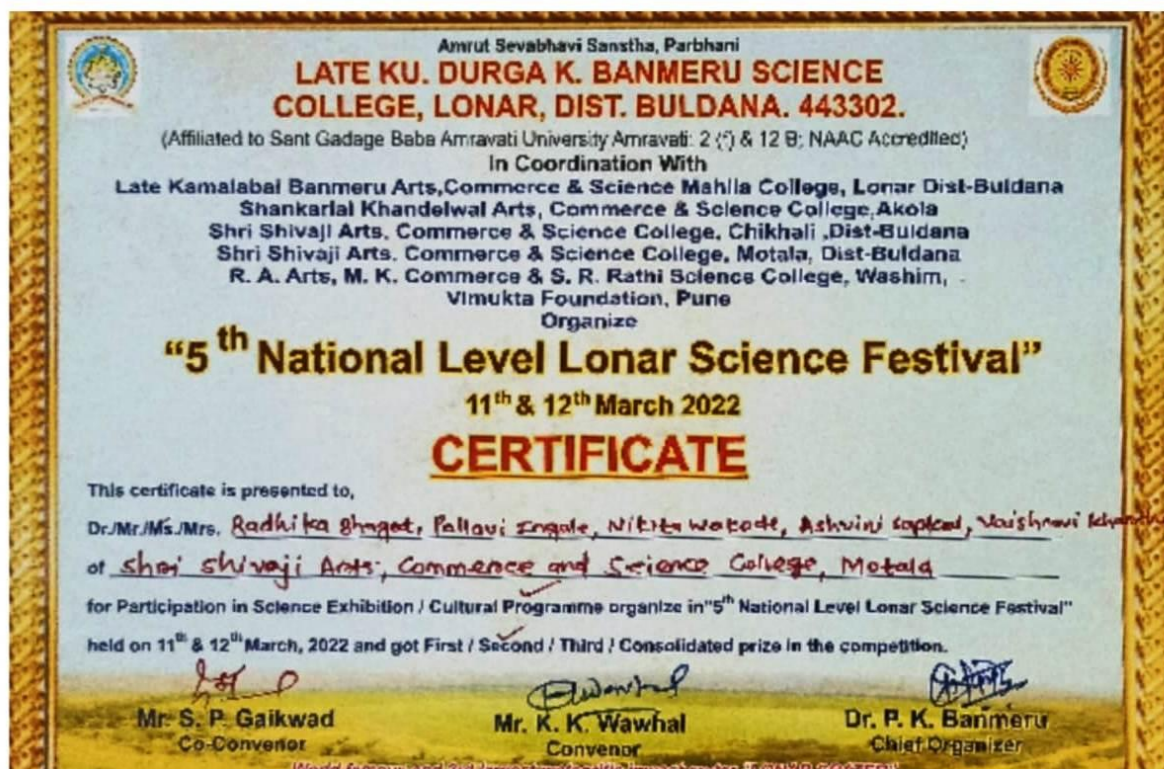 Amrut Sevabhavi Sanstha, Parbhani
LATE KU. DURGA K. BANMERU SCIENCE
COLLEGE, LONAR, DIST. BULDANA. 443302.
(Affiliated to Sant Gadage Baba Amravati University Amravati: 2 (f) & 12 B; NAAC Accredited)
In Coordination With
Late Kamalabai Banmeru Arts,Commerce & Science Mahila College, Lonar Dist-Buldana
Shankarlal Khandelwal Arts, Commerce & Science College,Akola
Shri Shivaji Arts, Commerce & Science College, Chikhali ,Dist-Buldana
Shri Shivaji Arts, Commerce & Science College, Motala, Dist-Buldana
R. A. Arts, M. K. Commerce & S. R. Rathi Science College, Washim,
Vimukta Foundation, Pune
Organize
"5 th National Level Lonar Science Festival"
11th & 12th March 2022
CERTIFICATE
This certificate is presented to,
Dr./Mr./Ms./Mrs. Radhika Bhagat, Pallavi Ingale, Nikita Wakode, Ashvini Sapkal, Vaishnavi
of Shri Shivaji Arts, Commence and Science College, Motala
for Participation in Science Exhibition / Cultural Programme organize in"5th National Level Lonar Science Festival"
held on 11th & 12th March, 2022 and got First / Second / Third / Consolidated prize in the competition.
Mr. S. P. Gaikwad
Mr. K. K. Wawhal
Dr. P. K. Banmeru
Co-Convenor
Convenor
Chief Organizer